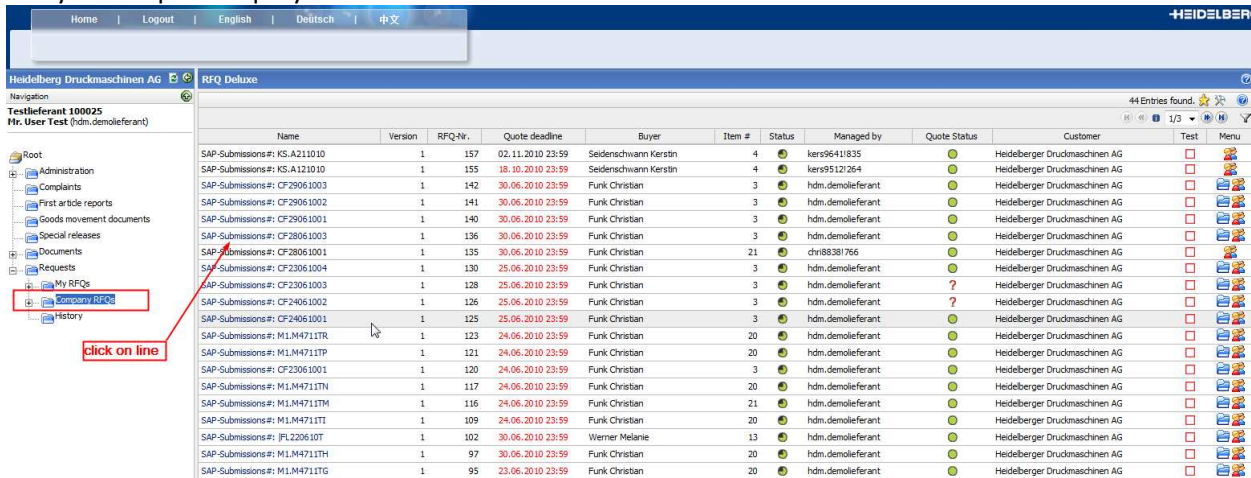 Home | Logout | English | Deutsch | 中文
HEIDELBER
Heidelberg Druckmaschinen AG RFQ Deluxe
Navigation
44 Entries found.
Testlieferant 100025
Mr. User Test (hdm.demolieferant)
1/3
Name Version RFQ-Nr. Quote deadline Buyer Item # Status Managed by Quote Status Customer Test Menu
Root
Administration
Complaints
First article reports
Goods movement documents
Special releases
Documents
Requests
My RFQs
Company RFQs
History
click on line
SAP-Submissions#: KS.A211010 1 157 02.11.2010 23:59 Seidenschwann Kerstin 4 kers9641!835 Heidelberger Druckmaschinen AG
SAP-Submissions#: KS.A121010 1 155 18.10.2010 23:59 Seidenschwann Kerstin 4 kers9512!264 Heidelberger Druckmaschinen AG
SAP-Submissions#: CF29061003 1 142 30.06.2010 23:59 Funk Christian 3 hdm.demolieferant Heidelberger Druckmaschinen AG
SAP-Submissions#: CF29061002 1 141 30.06.2010 23:59 Funk Christian 3 hdm.demolieferant Heidelberger Druckmaschinen AG
SAP-Submissions#: CF29061001 1 140 30.06.2010 23:59 Funk Christian 3 hdm.demolieferant Heidelberger Druckmaschinen AG
SAP-Submissions#: CF28061003 1 136 30.06.2010 23:59 Funk Christian 3 hdm.demolieferant Heidelberger Druckmaschinen AG
SAP-Submissions#: CF28061001 1 135 30.06.2010 23:59 Funk Christian 21 chri8838!766 Heidelberger Druckmaschinen AG
SAP-Submissions#: CF23061004 1 130 25.06.2010 23:59 Funk Christian 3 hdm.demolieferant Heidelberger Druckmaschinen AG
SAP-Submissions#: CF23061003 1 128 25.06.2010 23:59 Funk Christian 3 hdm.demolieferant ? Heidelberger Druckmaschinen AG
SAP-Submissions#: CF24061002 1 126 25.06.2010 23:59 Funk Christian 3 hdm.demolieferant ? Heidelberger Druckmaschinen AG
SAP-Submissions#: CF24061001 1 125 25.06.2010 23:59 Funk Christian 3 hdm.demolieferant Heidelberger Druckmaschinen AG
SAP-Submissions#: M1.M4711TR 1 123 24.06.2010 23:59 Funk Christian 20 hdm.demolieferant Heidelberger Druckmaschinen AG
SAP-Submissions#: M1.M4711TP 1 121 24.06.2010 23:59 Funk Christian 20 hdm.demolieferant Heidelberger Druckmaschinen AG
SAP-Submissions#: CF23061001 1 120 24.06.2010 23:59 Funk Christian 3 hdm.demolieferant Heidelberger Druckmaschinen AG
SAP-Submissions#: M1.M4711TN 1 117 24.06.2010 23:59 Funk Christian 20 hdm.demolieferant Heidelberger Druckmaschinen AG
SAP-Submissions#: M1.M4711TM 1 116 24.06.2010 23:59 Funk Christian 21 hdm.demolieferant Heidelberger Druckmaschinen AG
SAP-Submissions#: M1.M4711TI 1 109 24.06.2010 23:59 Funk Christian 20 hdm.demolieferant Heidelberger Druckmaschinen AG
SAP-Submissions#: |FL220610T 1 102 30.06.2010 23:59 Werner Melanie 13 hdm.demolieferant Heidelberger Druckmaschinen AG
SAP-Submissions#: M1.M4711TH 1 97 30.06.2010 23:59 Funk Christian 20 hdm.demolieferant Heidelberger Druckmaschinen AG
SAP-Submissions#: M1.M4711TG 1 95 23.06.2010 23:59 Funk Christian 20 hdm.demolieferant Heidelberger Druckmaschinen AG